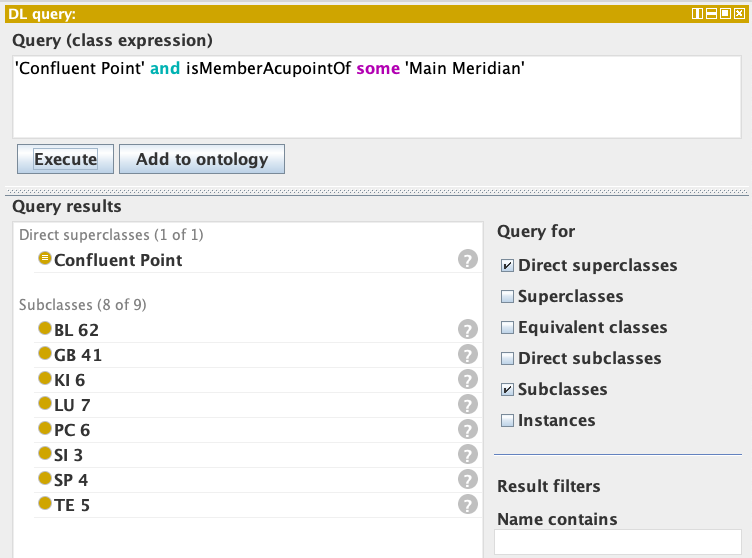 DL query:
Query (class expression)
'Confluent Point' and isMemberAcupointOf some 'Main Meridian'
Execute
Add to ontology
Query results
Direct superclasses (1 of 1)
Confluent Point
?
Subclasses (8 of 9)
BL 62
?
GB 41
?
KI 6
?
LU 7
?
PC 6
?
SI 3
?
SP 4
?
TE 5
?
Query for
Direct superclasses
Superclasses
Equivalent classes
Direct subclasses
Subclasses
Instances
Result filters
Name contains